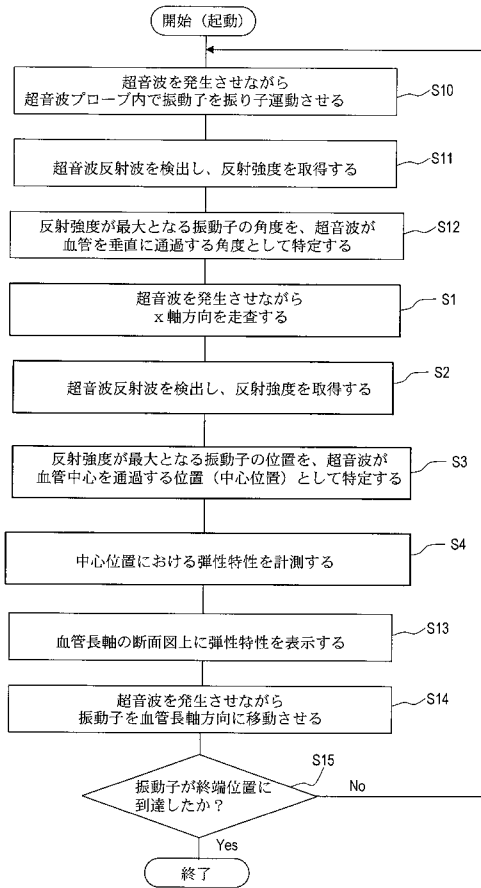 開始（起動）
超音波を発生させながら
超音波プローブ内で振動子を振り子運動させる
S10
超音波反射波を検出し、反射強度を取得する
S11
反射強度が最大となる振動子の角度を、超音波が
血管を垂直に通過する角度として特定する
S12
超音波を発生させながら
x軸方向を走査する
S1
超音波反射波を検出し、反射強度を取得する
S2
反射強度が最大となる振動子の位置を、超音波が
血管中心を通過する位置（中心位置）として特定する
S3
中心位置における弾性特性を計測する
S4
血管長軸の断面図上に弾性特性を表示する
S13
超音波を発生させながら
振動子を血管長軸方向に移動させる
S14
S15
振動子が終端位置に
到達したか？
No
Yes
終了